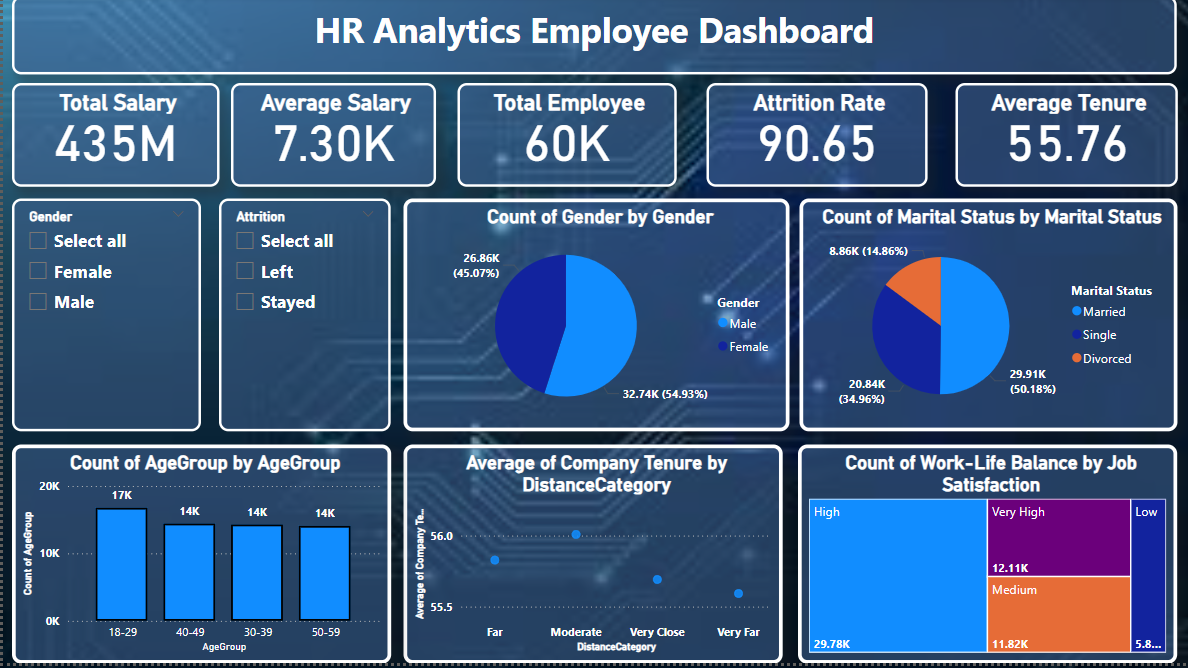 HR Analytics Employee Dashboard
Total Salary
435M
Average Salary
7.30K
Total Employee
60K
Attrition Rate
90.65
Average Tenure
55.76
Gender
Select all
Female
Male
Attrition
Select all
Left
Stayed
Count of Gender by Gender
26.86K
(45.07%)
32.74K (54.93%)
Gender
Male
Female
Count of Marital Status by Marital Status
8.86K (14.86%)
20.84K
(34.96%)
29.91K
(50.18%)
Marital Status
Married
Single
Divorced
Count of AgeGroup by AgeGroup
Count of AgeGroup
20K
10K
0K
17K
14K
14K
14K
18-29
40-49
30-39
50-59
AgeGroup
Average of Company Tenure by
DistanceCategory
Average of Company Te...
56.0
55.5
Far
Moderate
Very Close
Very Far
DistanceCategory
Count of Work-Life Balance by Job
Satisfaction
High
29.78K
Very High
12.11K
Medium
11.82K
Low
5.8...